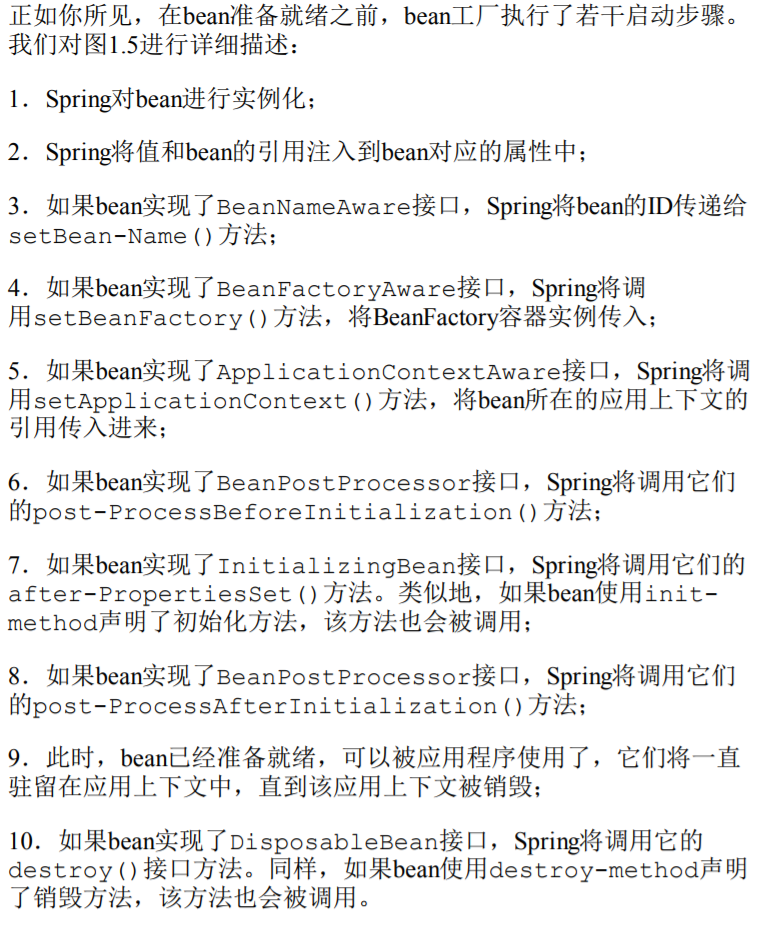 正如你所见，在bean准备就绪之前，bean工厂执行了若干启动步骤。
我们对图1.5进行详细描述：
1．Spring对bean进行实例化；
2．Spring将值和bean的引用注入到bean对应的属性中；
3．如果bean实现了BeanNameAware接口，Spring将bean的ID传递给
setBean-Name()方法；
4．如果bean实现了BeanFactoryAware接口，Spring将调
用setBeanFactory()方法，将BeanFactory容器实例传入；
5．如果bean实现了ApplicationContextAware接口，Spring将调
用setApplicationContext()方法，将bean所在的应用上下文的
引用传入进来；
6．如果bean实现了BeanPostProcessor接口，Spring将调用它们
的post-ProcessBeforeInitialization()方法；
7．如果bean实现了InitializingBean接口，Spring将调用它们的
after-PropertiesSet()方法。类似地，如果bean使用init-
method声明了初始化方法，该方法也会被调用；
8．如果bean实现了BeanPostProcessor接口，Spring将调用它们
的post-ProcessAfterInitialization()方法；
9．此时，bean已经准备就绪，可以被应用程序使用了，它们将一直
驻留在应用上下文中，直到该应用上下文被销毁；
10．如果bean实现了DisposableBean接口，Spring将调用它的
destroy()接口方法。同样，如果bean使用destroy-method声明
了销毁方法，该方法也会被调用。